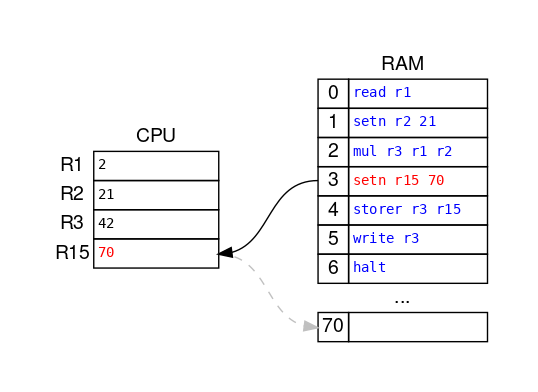 CPU
R1 2
R2 21
R3 42
R15 70
RAM
0 read r1
1 setn r2 21
2 mul r3 r1 r2
3 setn r15 70
4 storer r3 r15
5 write r3
6 halt
...
70